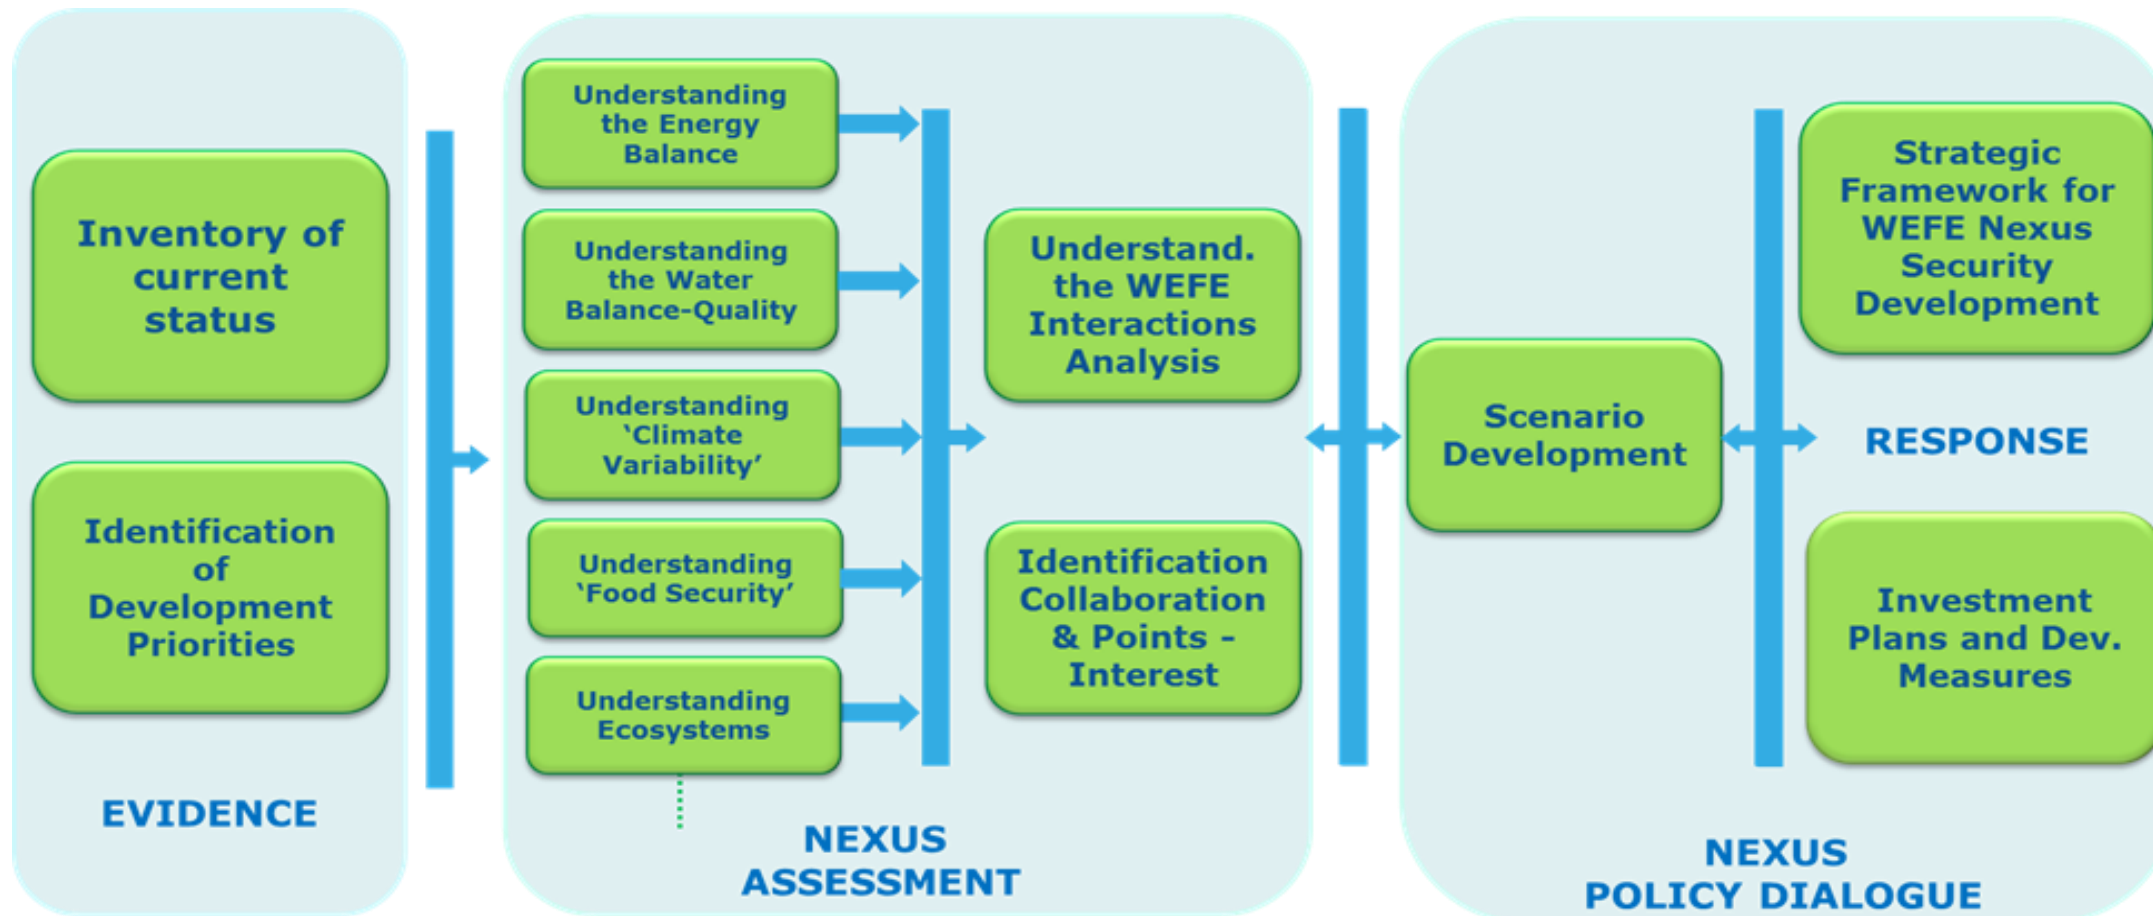 Inventory of
current
status
Identification
of
Development
Priorities
EVIDENCE
Understanding
the Energy
Balance
Understanding
the Water
Balance-Quality
Understanding
‘Climate
Variability’
Understanding
‘Food Security’
Understanding
Ecosystems
Understand.
the WEFE
Interactions
Analysis
Identification
Collaboration
& Points -
Interest
NEXUS
ASSESSMENT
Scenario
Development
Strategic
Framework for
WEFE Nexus
Security
Development
RESPONSE
Investment
Plans and Dev.
Measures
NEXUS
POLICY DIALOGUE